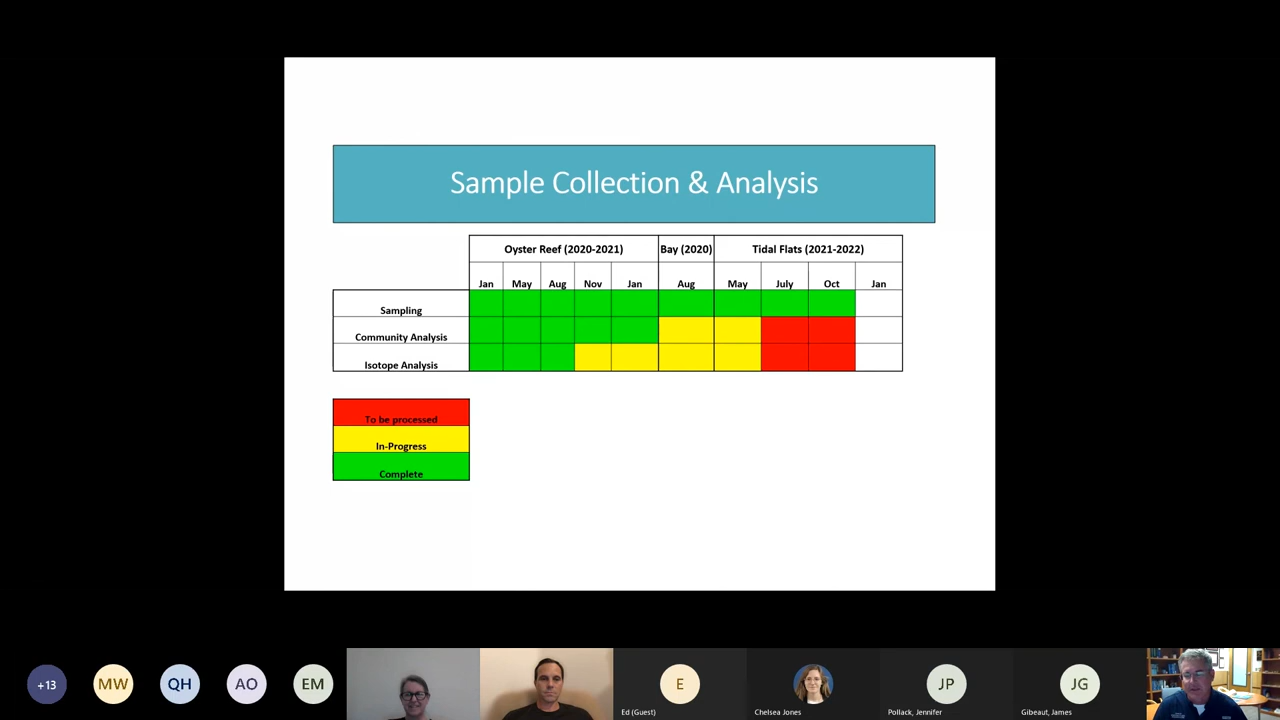 Sample Collection & Analysis
Oyster Reef (2020-2021) Bay (2020) Tidal Flats (2021-2022)
Jan May Aug Nov Jan Aug May July Oct Jan
Sampling
Community Analysis
Isotope Analysis
To be processed
In-Progress
Complete
+13 MW QH AO EM E JP JG
Ed (Guest) Chelsea Jones Pollack, Jennifer Gibeaut, James